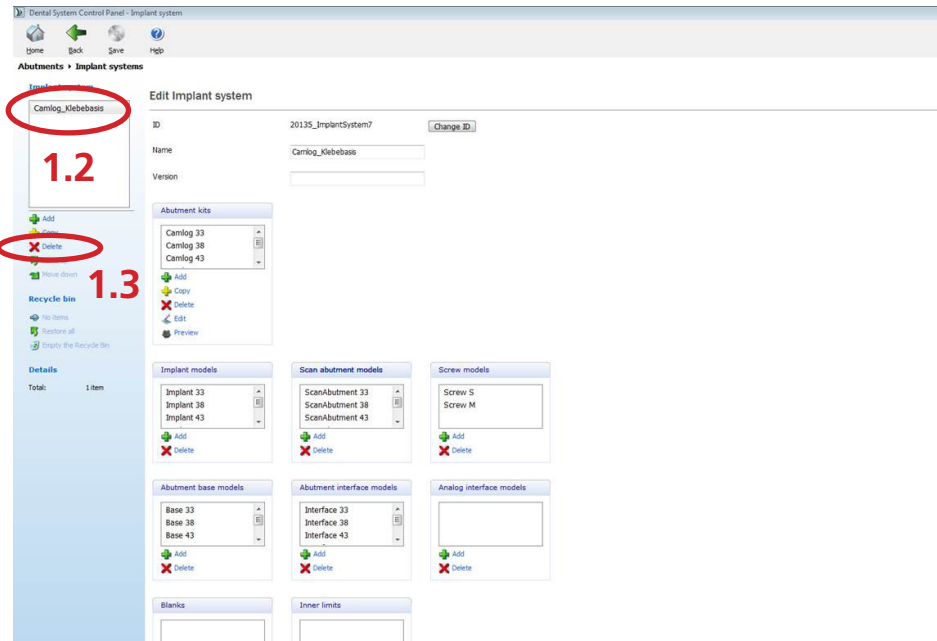 Dental System Control Panel - Implant system
Home Back Save Help
Abutments ▸ Implant systems
Implant system
Camlog_Klebebasis
1.2
Add
Copy
Delete
1.3
Move down
Recycle bin
No items
Restore all
Empty the Recycle Bin
Details
Total: 1 item
Edit Implant system
ID 2013S_ImplantSystem7 Change ID
Name Camlog_Klebebasis
Version
Abutment kits
Camlog 33
Camlog 38
Camlog 43
Add
Copy
Delete
Edit
Preview
Implant models
Implant 33
Implant 38
Implant 43
Add
Delete
Scan abutment models
ScanAbutment 33
ScanAbutment 38
ScanAbutment 43
Add
Delete
Screw models
Screw S
Screw M
Add
Delete
Abutment base models
Base 33
Base 38
Base 43
Add
Delete
Abutment interface models
Interface 33
Interface 38
Interface 43
Add
Delete
Analog interface models
Add
Delete
Blanks
Inner limits